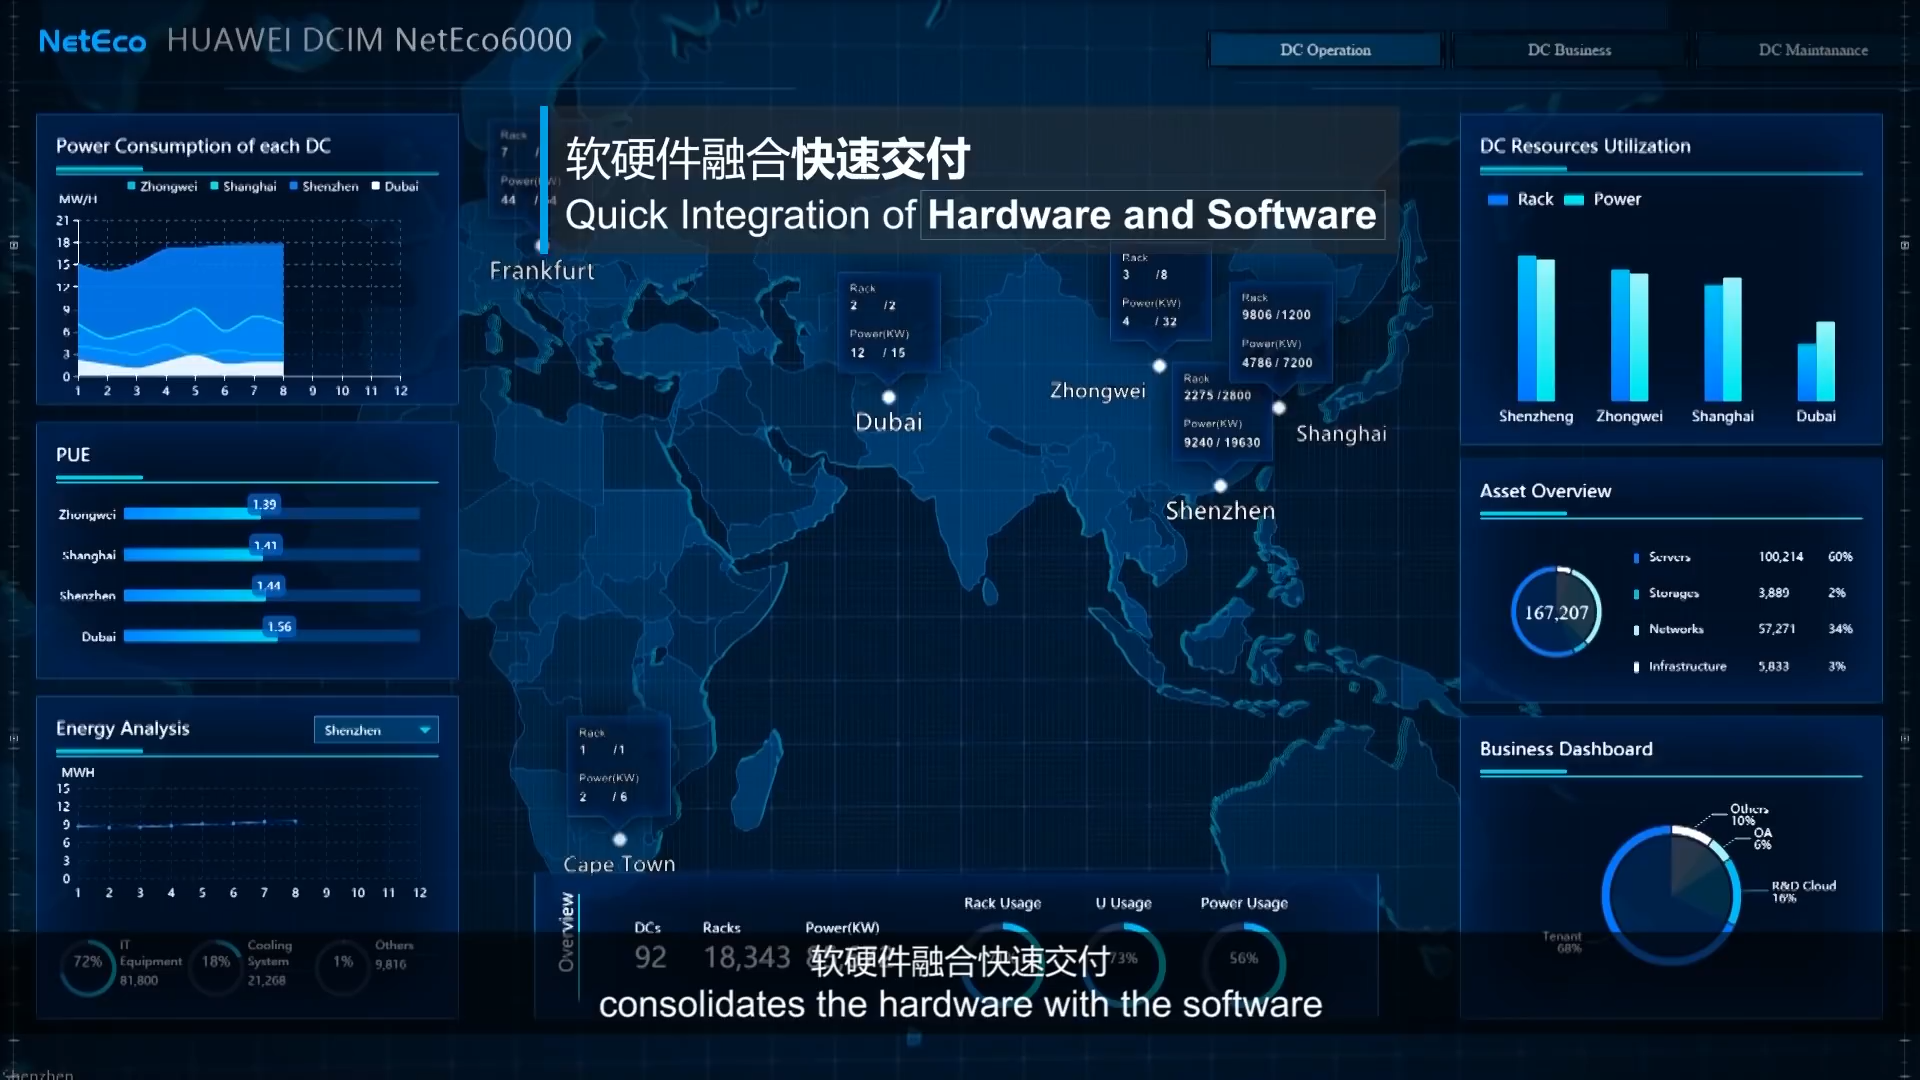 NetEco HUAWEI DCIM NetEco6000
DC Operation
DC Business
DC Maintanance
软硬件融合快速交付
Quick Integration of Hardware and Software
Power Consumption of each DC
Zhongwei Shanghai Shenzhen Dubai
MW/H
21
18
15
12
9
6
3
0
1 2 3 4 5 6 7 8 9 10 11 12
PUE
Zhongwei 1.39
Shanghai 1.41
Shenzhen 1.44
Dubai 1.56
Energy Analysis
Shenzhen
MWH
15
12
9
6
3
0
1 2 3 4 5 6 7 8 9 10 11 12
72%
IT
Equipment
81,800
18%
Cooling
System
21,268
1%
Others
9,816
Rack
7 /
Power(KW)
44 /
Frankfurt
Rack
2 /2
Power(KW)
12 / 15
Dubai
Rack
3 /8
Power(KW)
4 / 32
Zhongwei
Rack
9806 /1200
Power(KW)
4786 / 7200
Shanghai
Rack
2275 /2800
Power(KW)
9240 / 19630
Shenzhen
Rack
1 /1
Power(KW)
2 / 6
Cape Town
Overview
DCs
92
Racks
18,343
Power(KW)
Rack Usage
U Usage
73%
Power Usage
56%
软硬件融合快速交付
consolidates the hardware with the software
DC Resources Utilization
Rack Power
Shenzheng Zhongwei Shanghai Dubai
Asset Overview
167,207
Servers 100,214 60%
Storages 3,889 2%
Networks 57,271 34%
Infrastructure 5,833 3%
Business Dashboard
Others
10%
OA
6%
R&D Cloud
16%
Tenant
68%
Shenzhen